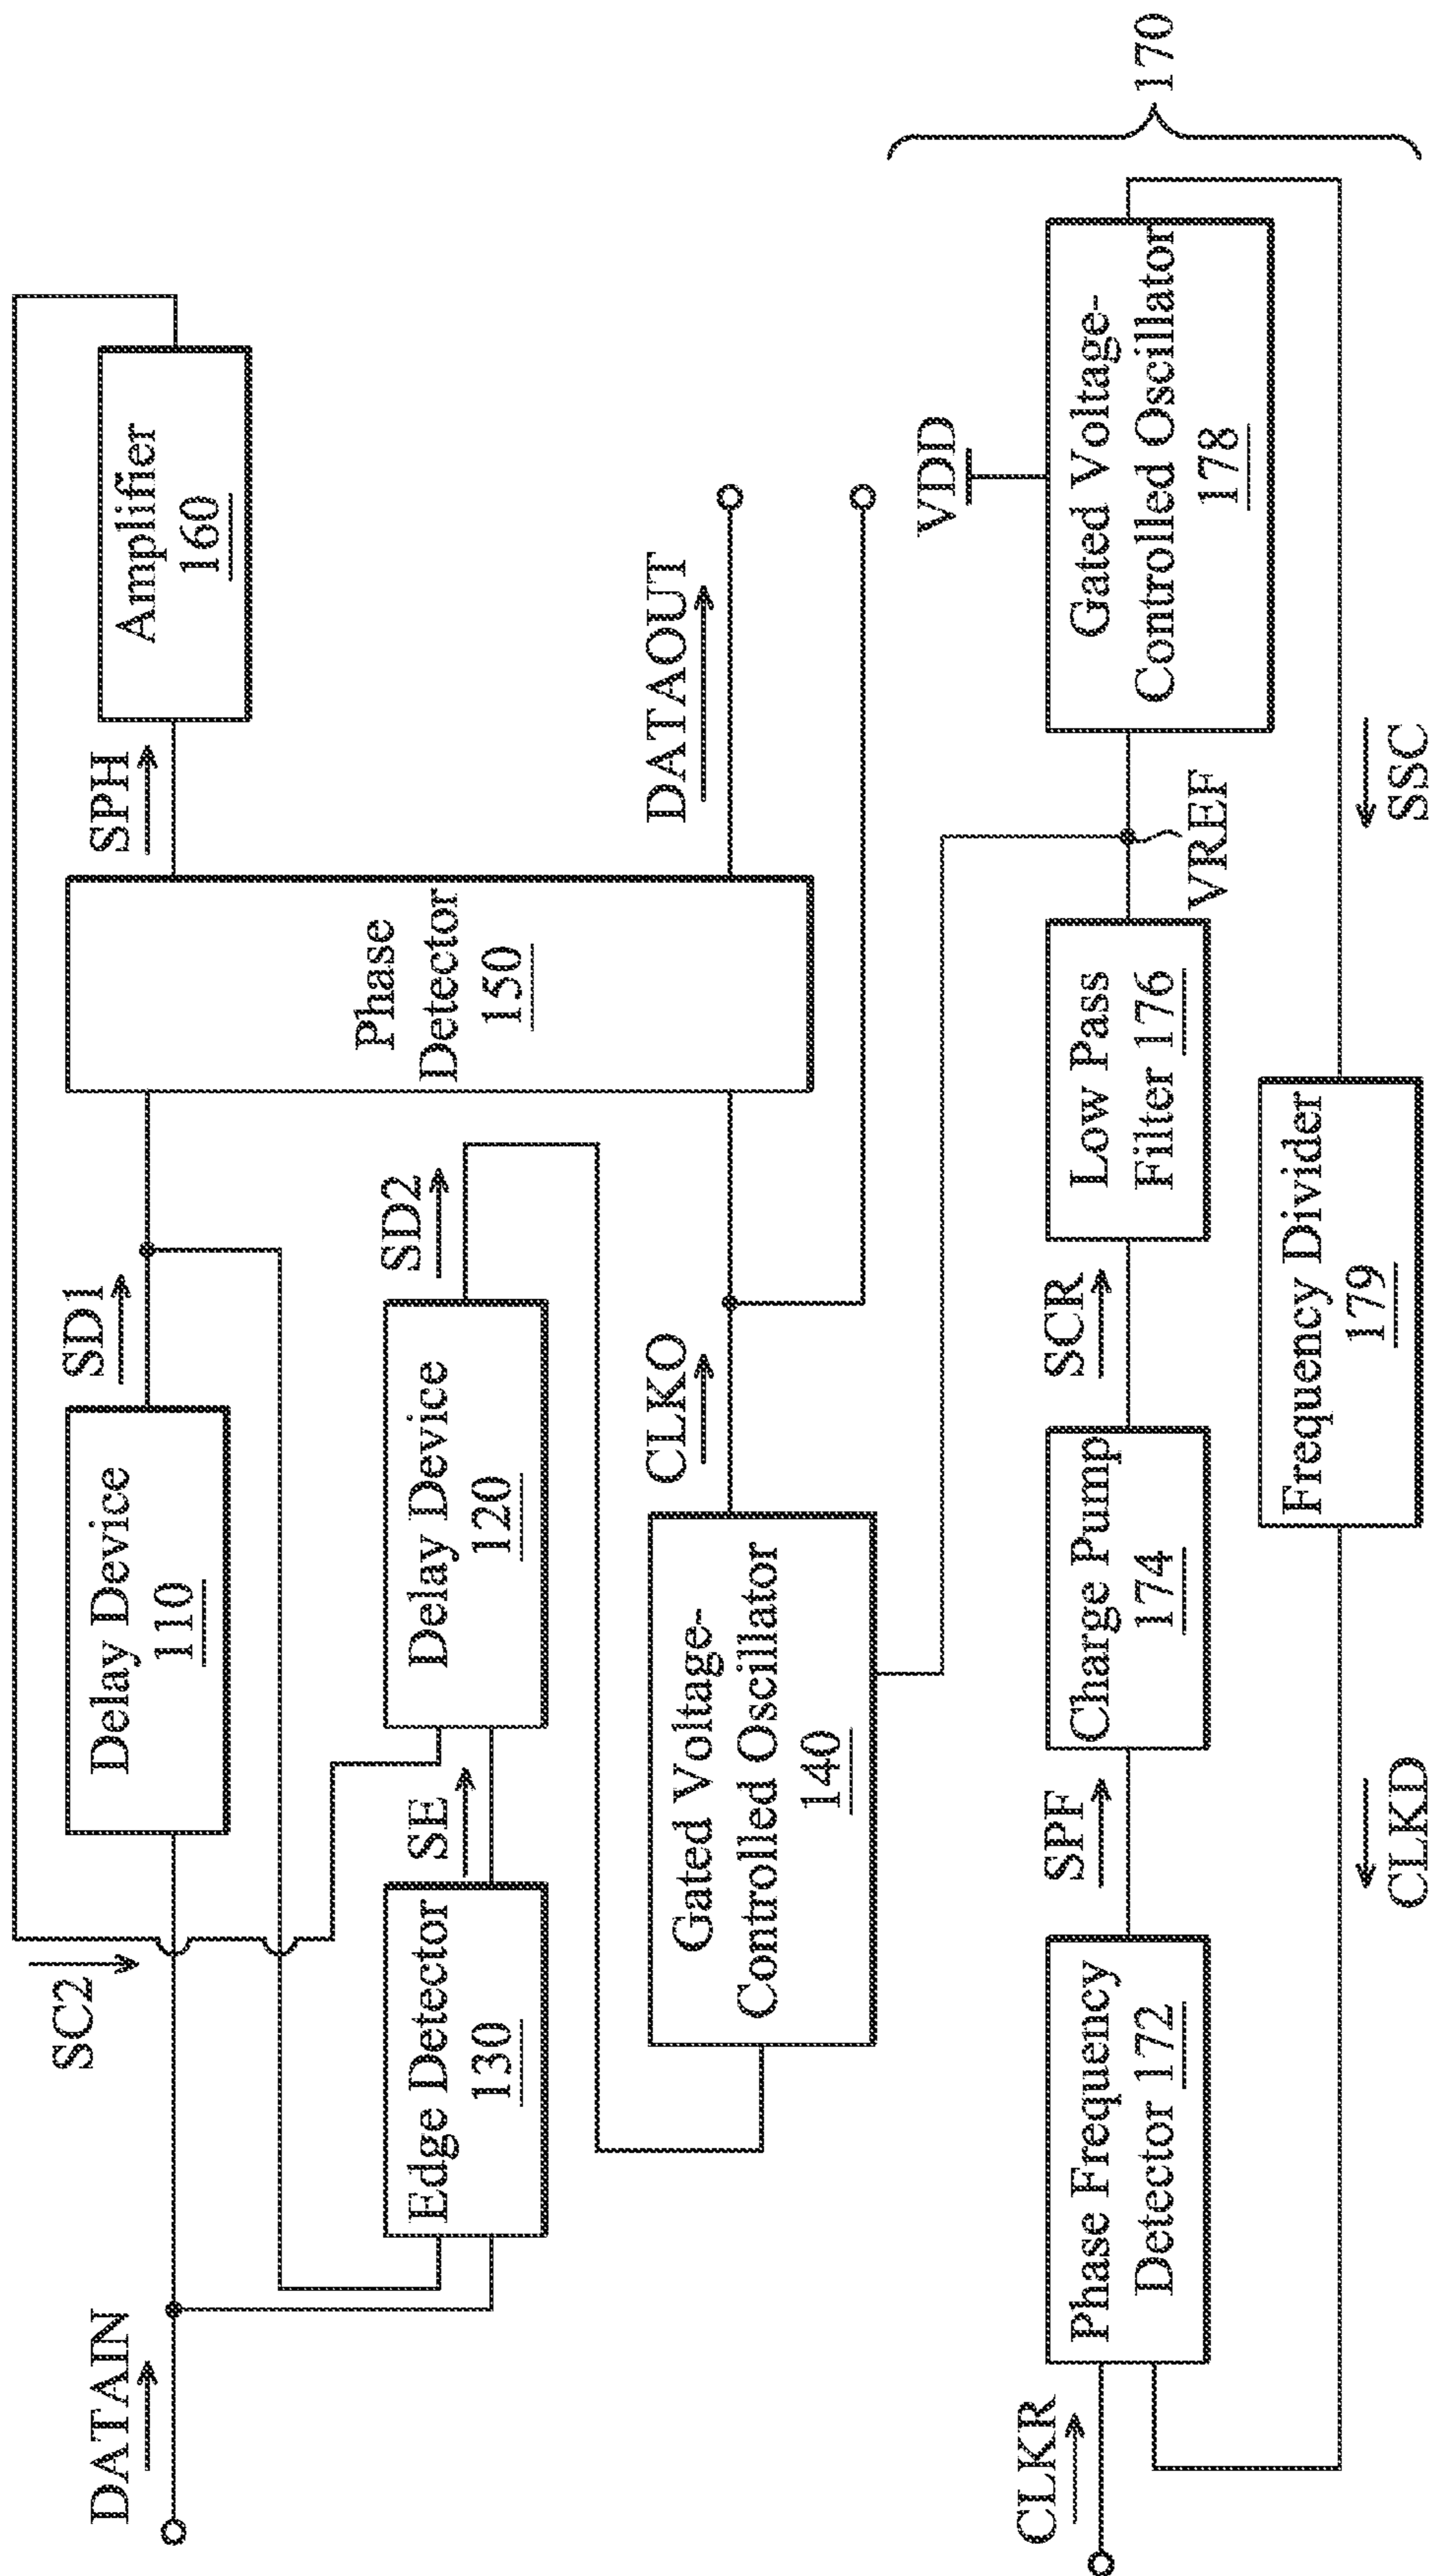 DATAIN
SC2
Delay Device
110
SD1
SPH
Amplifier
160
Edge Detector
130
SE
Delay Device
120
SD2
Phase
Detector
150
Gated Voltage-
Controlled Oscillator
140
CLKO
DATAOUT
CLKR
Phase Frequency
Detector 172
SPF
Charge Pump
174
SCR
Low Pass
Filter 176
VREF
VDD
Gated Voltage-
Controlled Oscillator
178
170
CLKD
Frequency Divider
179
SSC